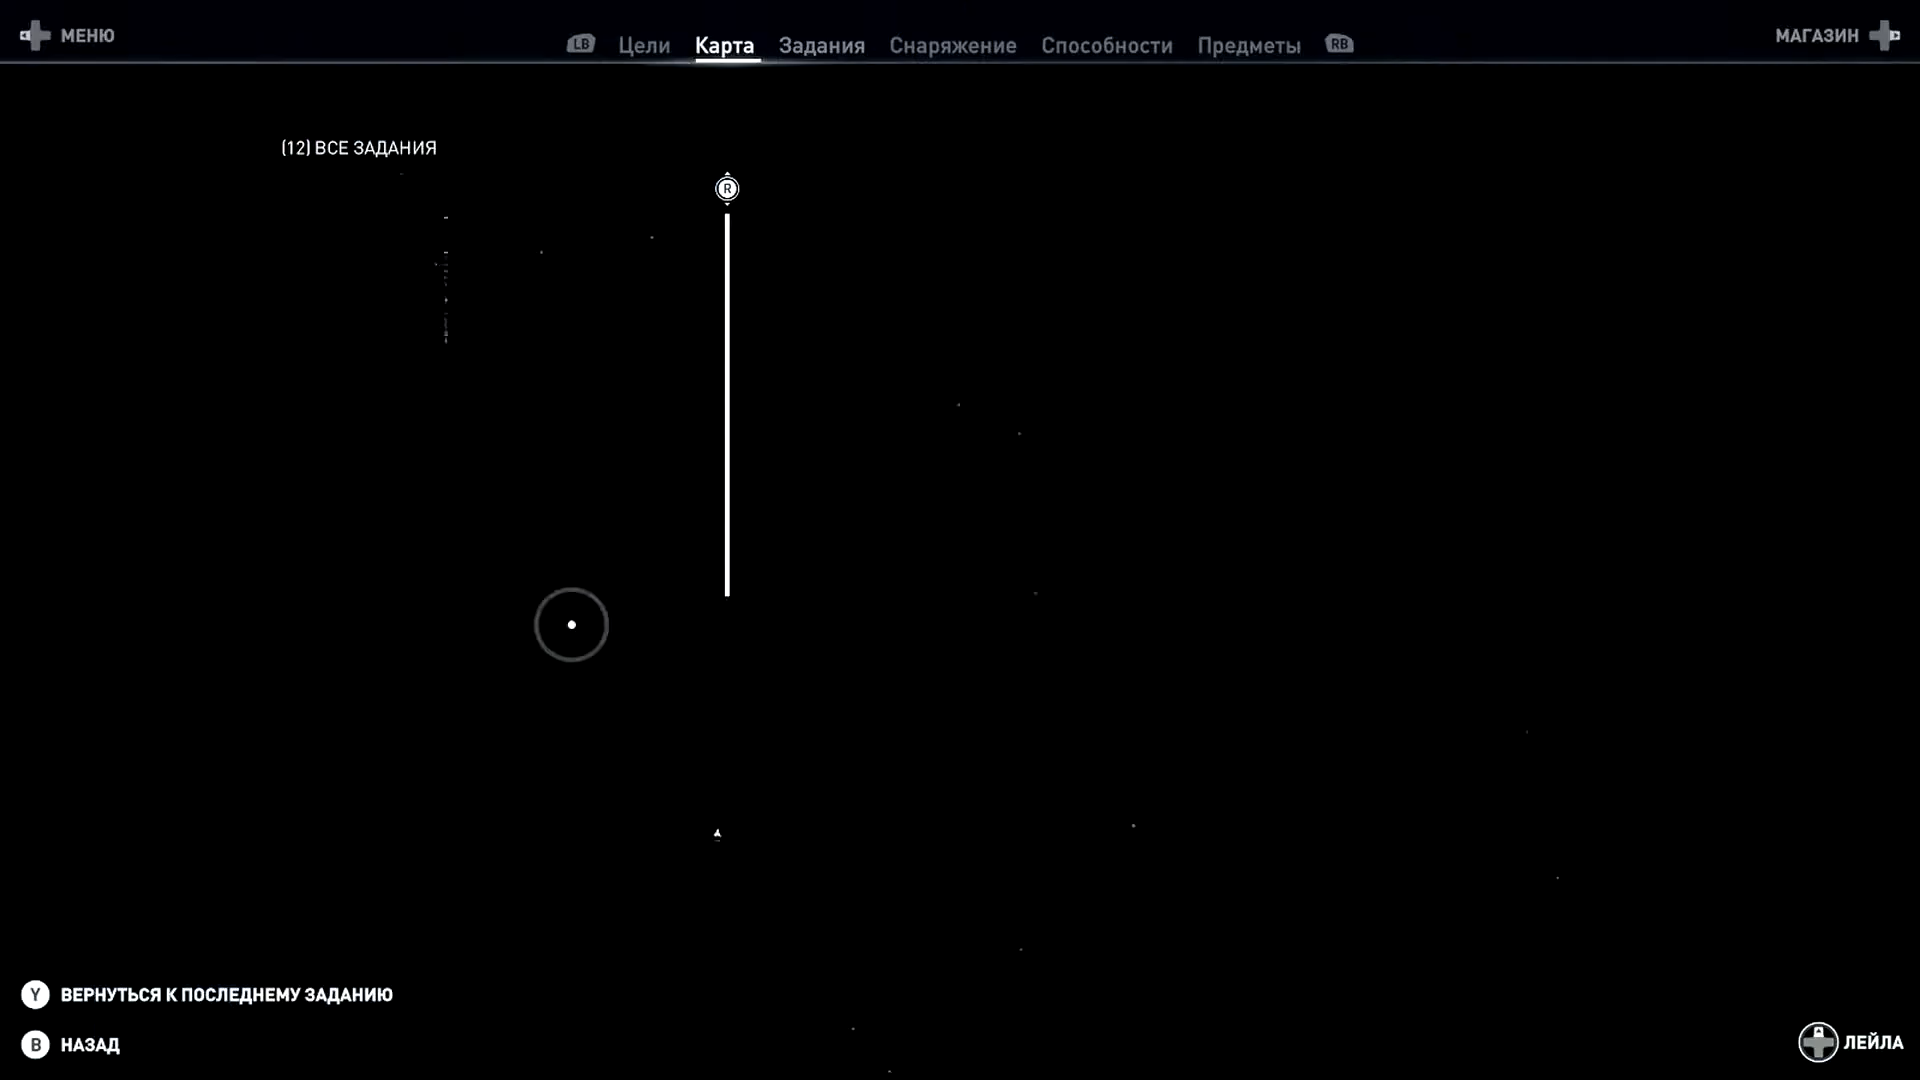 МЕНЮ
LB Цели Карта Задания Снаряжение Способности Предметы RB
МАГАЗИН
(12) ВСЕ ЗАДАНИЯ
R
Y ВЕРНУТЬСЯ К ПОСЛЕДНЕМУ ЗАДАНИЮ
B НАЗАД
ЛЕЙЛА